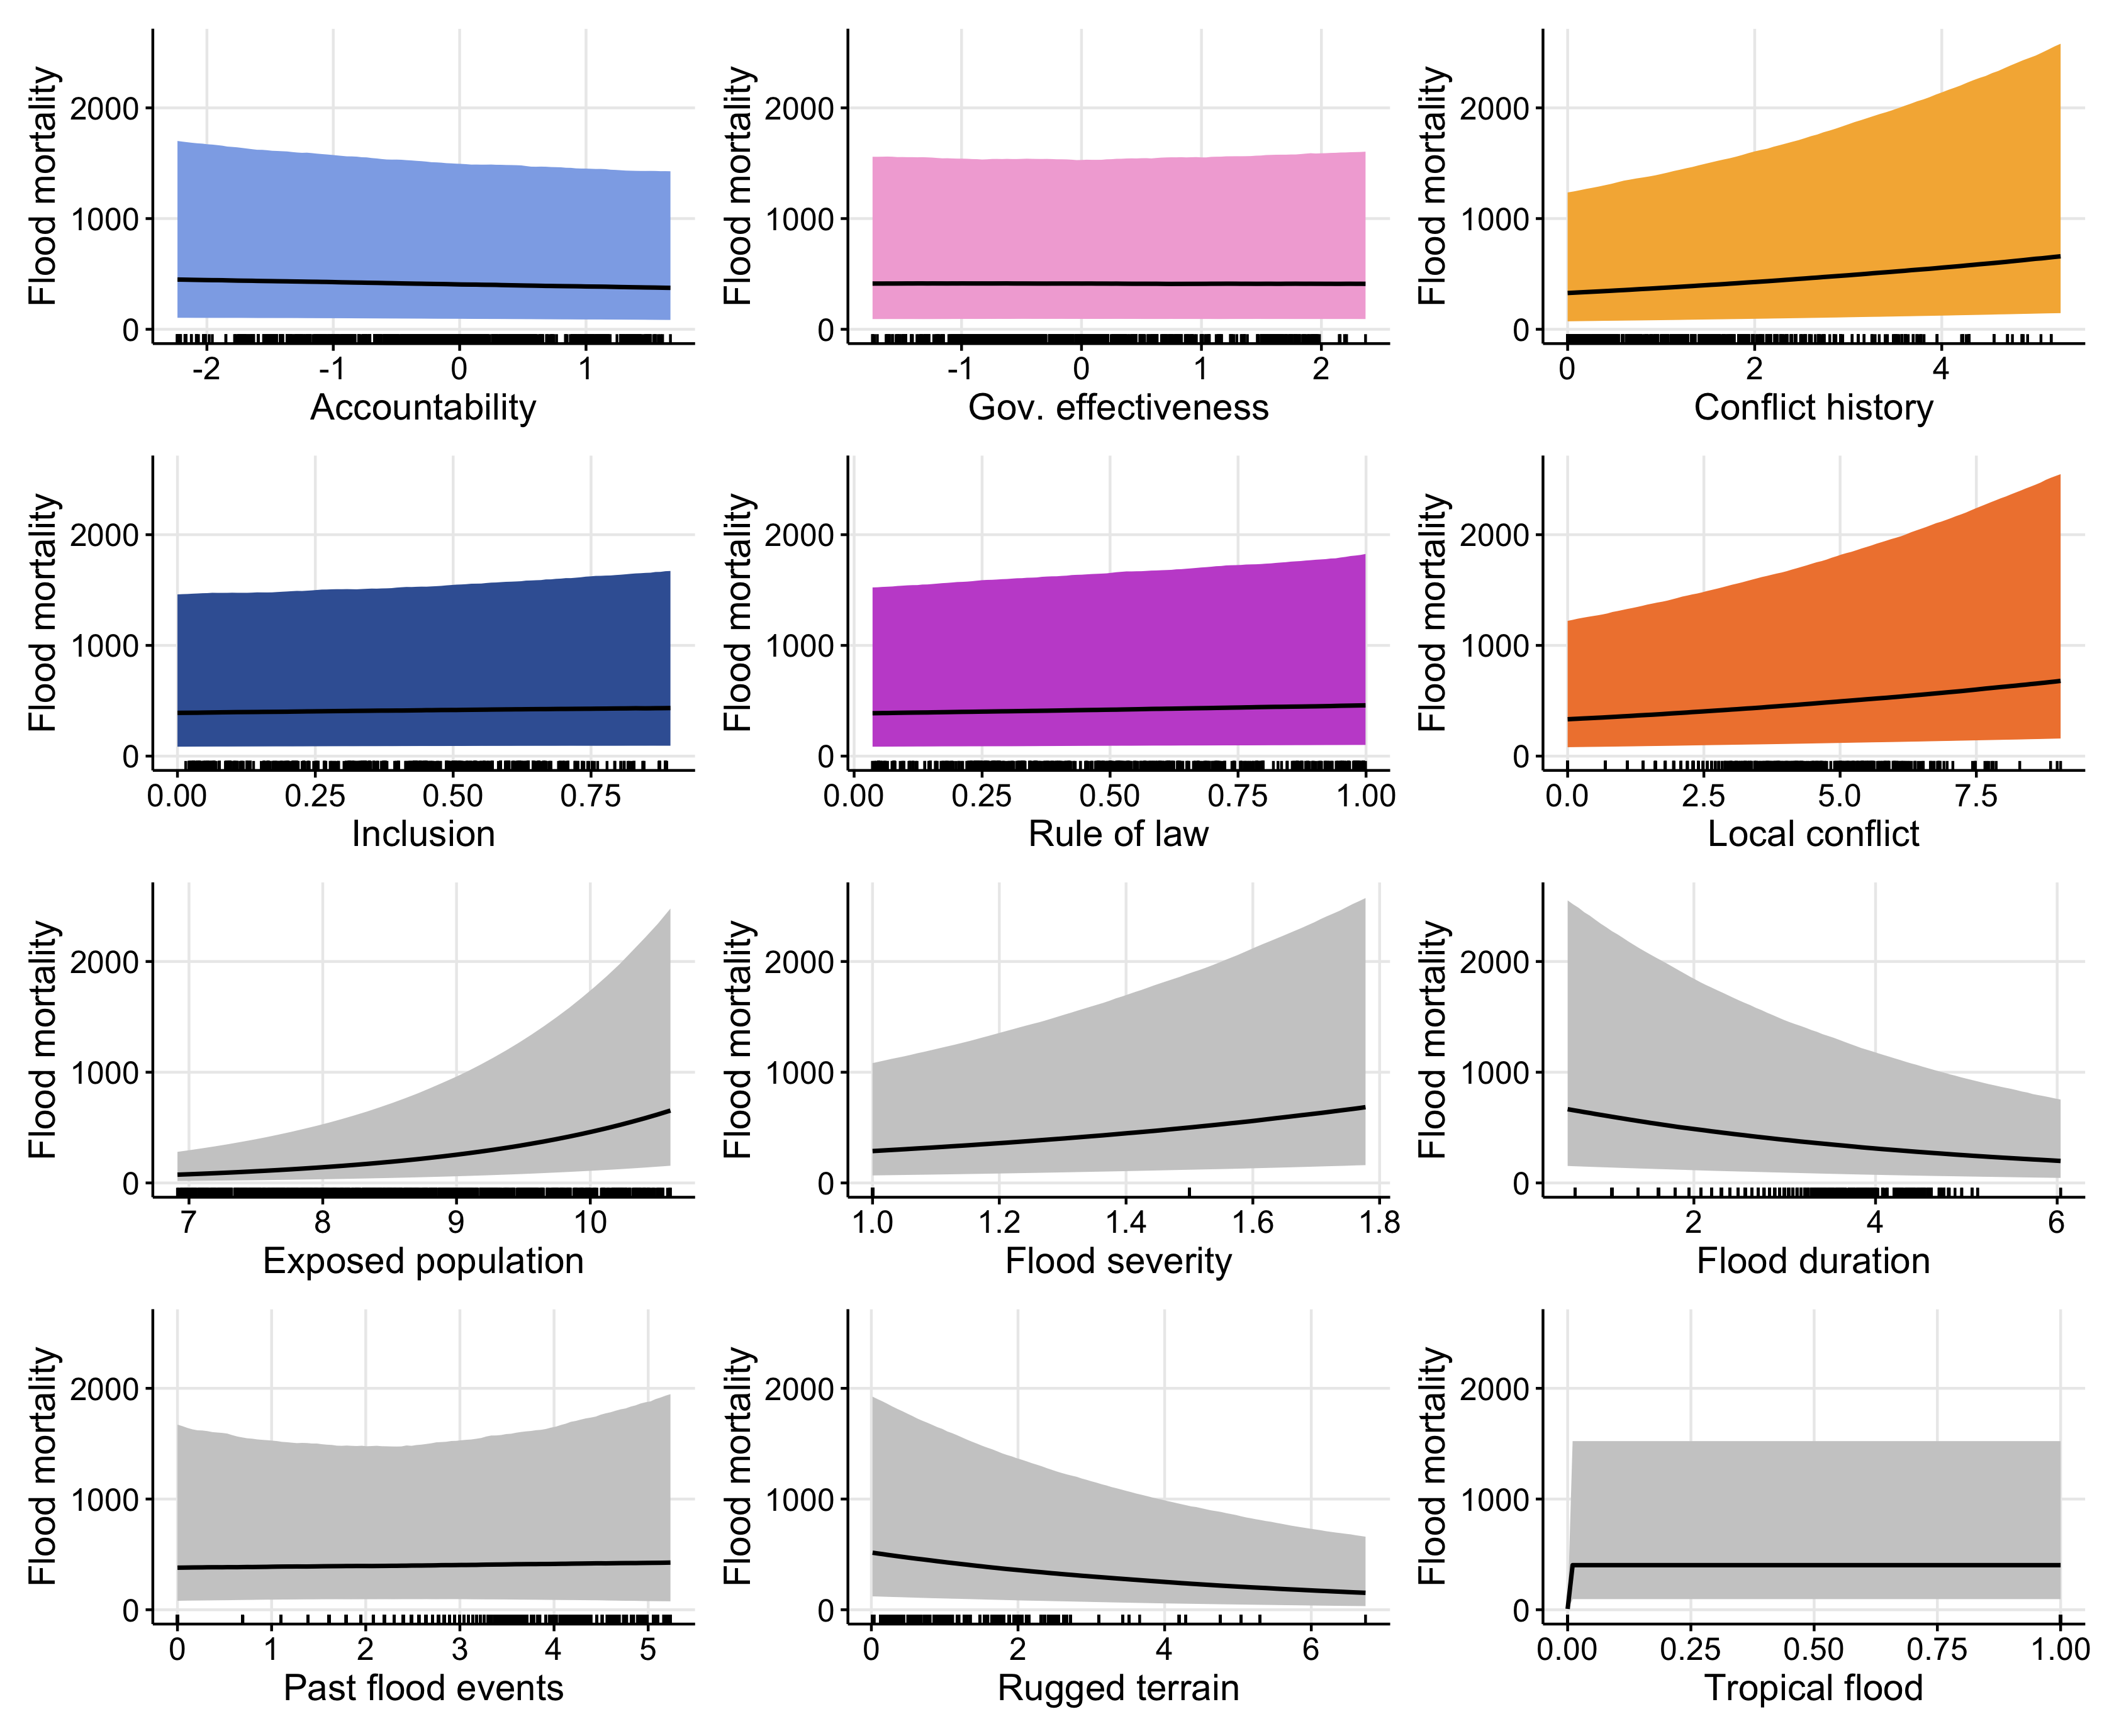 Flood mortality
2000
1000
0
-2 -1 0 1
Accountability
Flood mortality
2000
1000
0
-1 0 1 2
Gov. effectiveness
Flood mortality
2000
1000
0
0 2 4
Conflict history
Flood mortality
2000
1000
0
0.00 0.25 0.50 0.75
Inclusion
Flood mortality
2000
1000
0
0.00 0.25 0.50 0.75 1.00
Rule of law
Flood mortality
2000
1000
0
0.0 2.5 5.0 7.5
Local conflict
Flood mortality
2000
1000
0
7 8 9 10
Exposed population
Flood mortality
2000
1000
0
1.0 1.2 1.4 1.6 1.8
Flood severity
Flood mortality
2000
1000
0
2 4 6
Flood duration
Flood mortality
2000
1000
0
0 1 2 3 4 5
Past flood events
Flood mortality
2000
1000
0
0 2 4 6
Rugged terrain
Flood mortality
2000
1000
0
0.00 0.25 0.50 0.75 1.00
Tropical flood